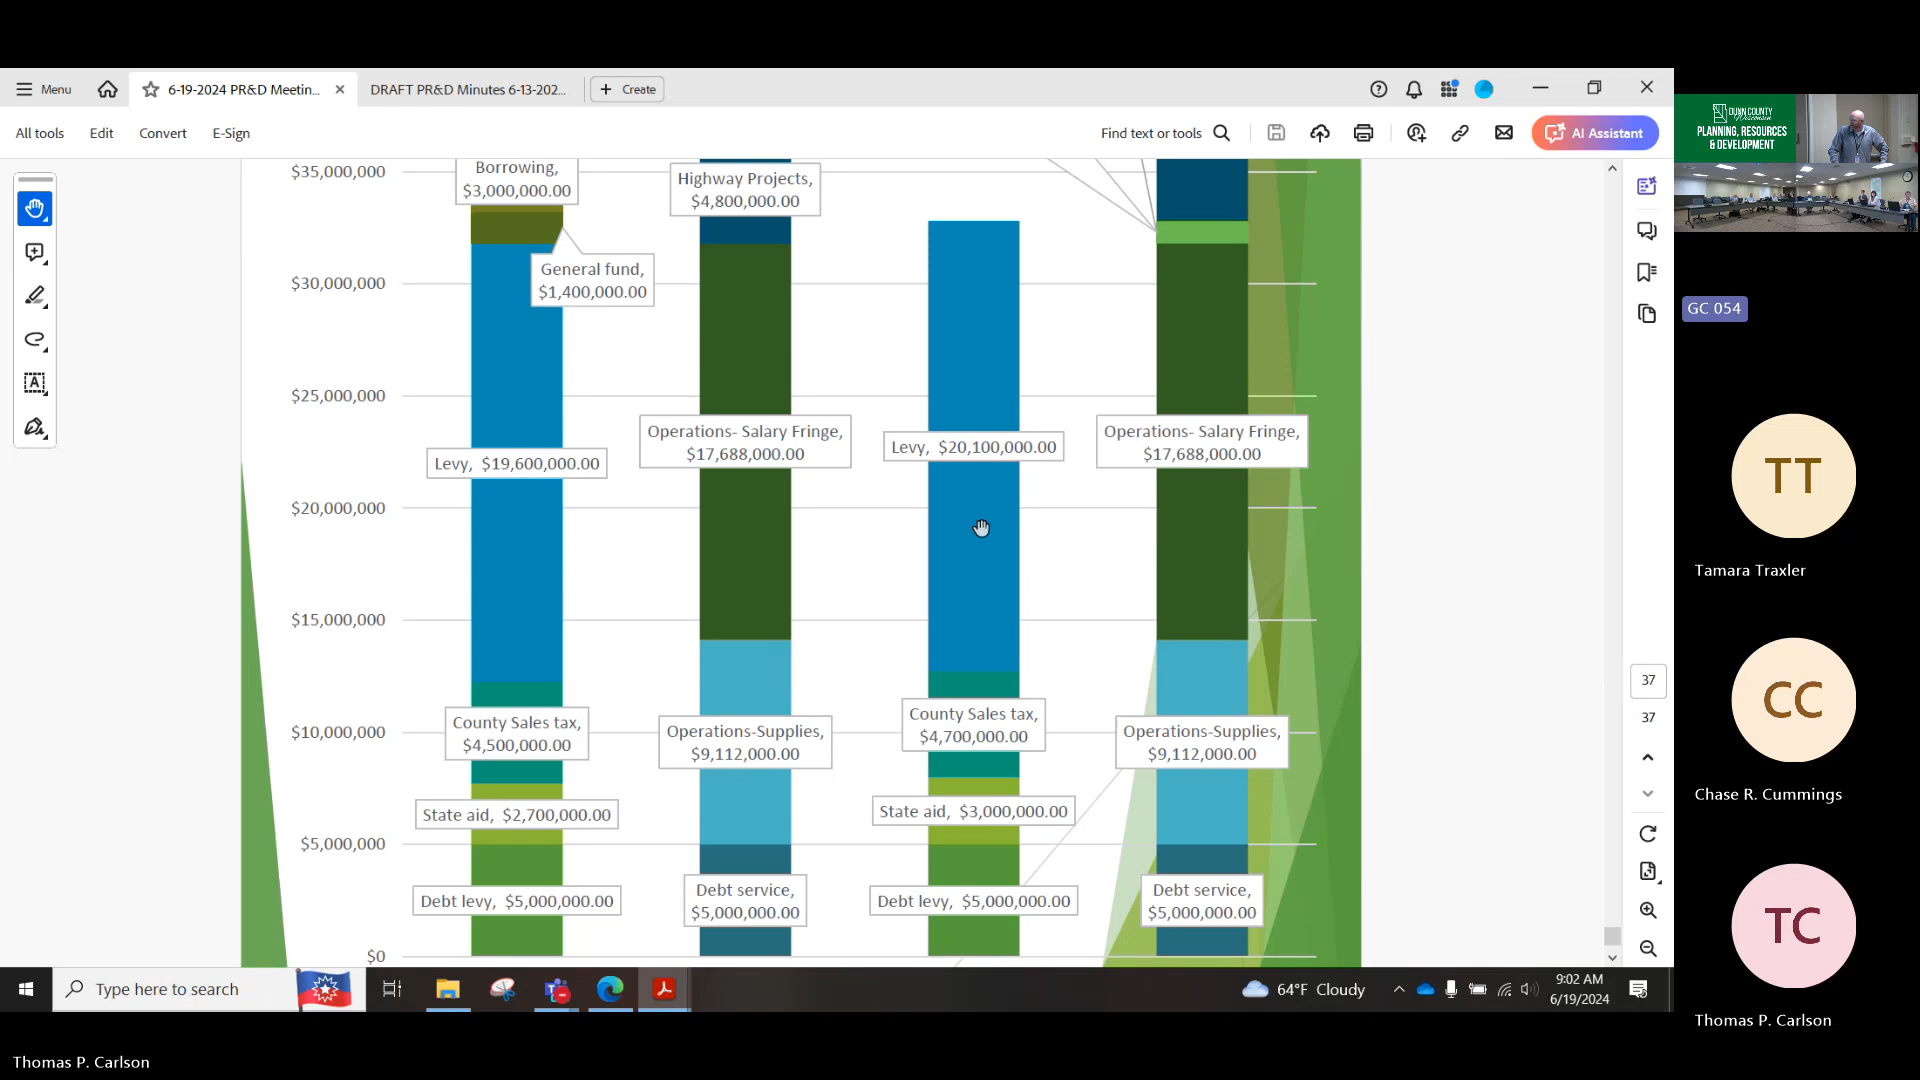 Menu
6-19-2024 PR&D Meetin...
DRAFT PR&D Minutes 6-13-202...
Create
All tools
Edit
Convert
E-Sign
Find text or tools
AI Assistant
DUNN COUNTY
Wisconsin
PLANNING, RESOURCES
& DEVELOPMENT
GC 054
TT
Tamara Traxler
CC
Chase R. Cummings
TC
Thomas P. Carlson
$35,000,000
$30,000,000
$25,000,000
$20,000,000
$15,000,000
$10,000,000
$5,000,000
$0
Borrowing,
$3,000,000.00
General fund,
$1,400,000.00
Levy, $19,600,000.00
County Sales tax,
$4,500,000.00
State aid, $2,700,000.00
Debt levy, $5,000,000.00
Highway Projects,
$4,800,000.00
Operations- Salary Fringe,
$17,688,000.00
Operations-Supplies,
$9,112,000.00
Debt service,
$5,000,000.00
Levy, $20,100,000.00
County Sales tax,
$4,700,000.00
State aid, $3,000,000.00
Debt levy, $5,000,000.00
Operations- Salary Fringe,
$17,688,000.00
Operations-Supplies,
$9,112,000.00
Debt service,
$5,000,000.00
37
37
Type here to search
64°F Cloudy
9:02 AM
6/19/2024
Thomas P. Carlson